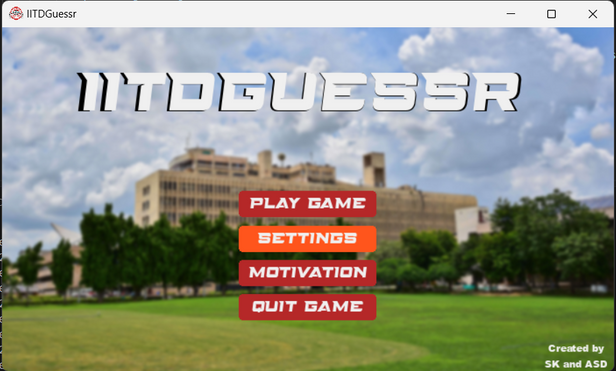 IITDGuessr
IITDGUESSR
PLAY GAME
SETTINGS
MOTIVATION
QUIT GAME
Created by
SK and ASD